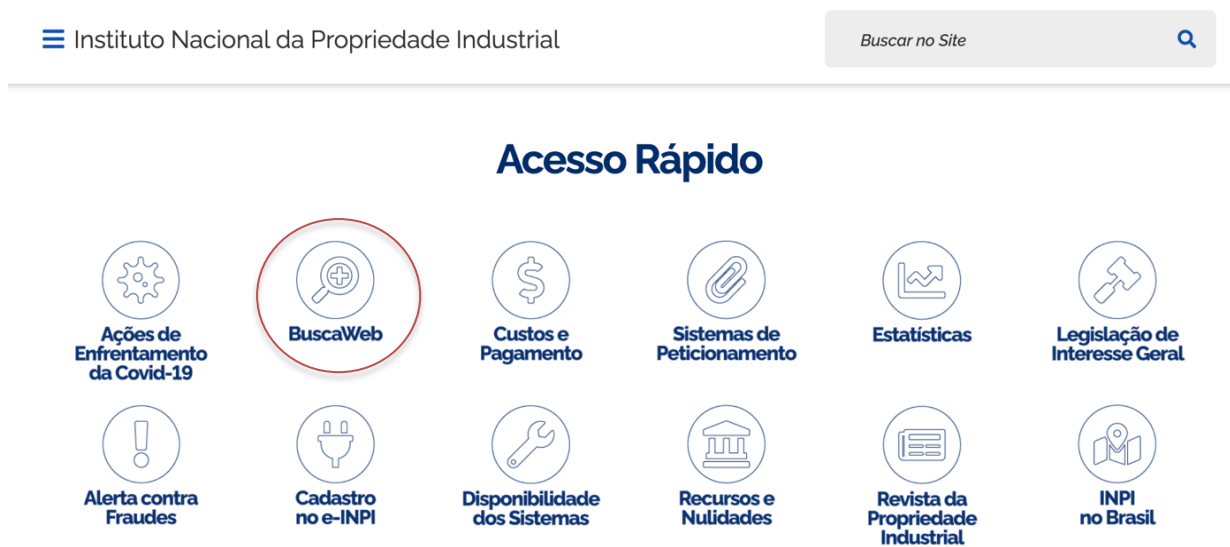 Instituto Nacional da Propriedade Industrial
Buscar no Site
Acesso Rápido
Ações de
Enfrentamento
da Covid-19
BuscaWeb
Custos e
Pagamento
Sistemas de
Peticionamento
Estatísticas
Legislação de
Interesse Geral
Alerta contra
Fraudes
Cadastro
no e-INPI
Disponibilidade
dos Sistemas
Recursos e
Nulidades
Revista da
Propriedade
Industrial
INPI
no Brasil